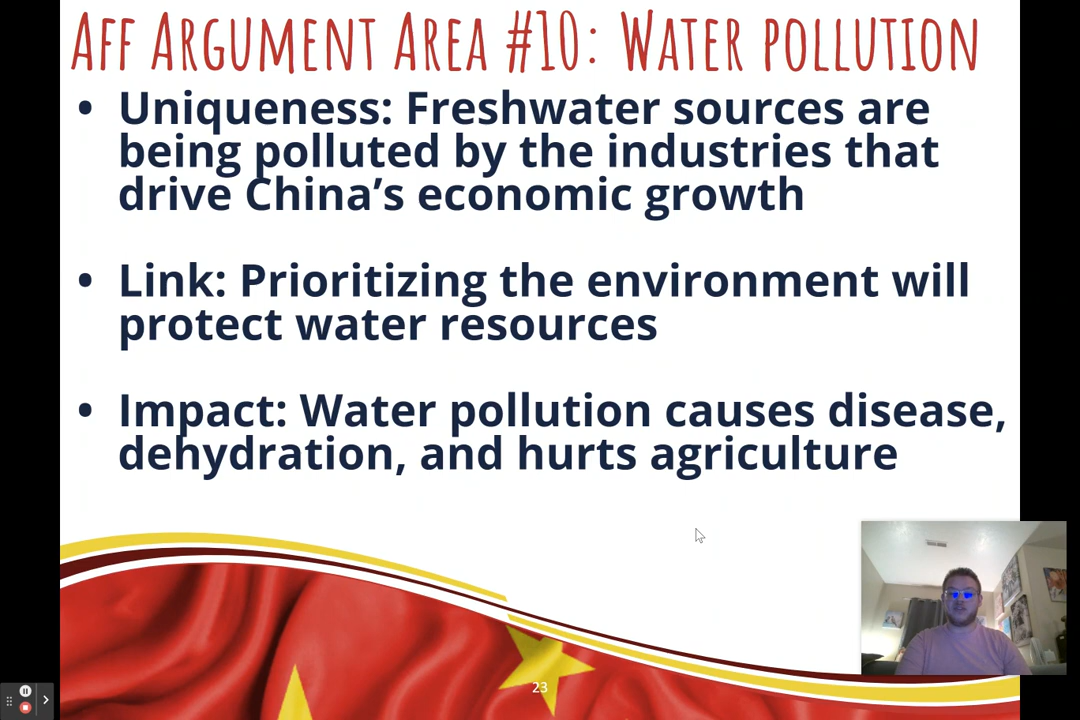 Aff Argument Area #10: Water pollution
• Uniqueness: Freshwater sources are
being polluted by the industries that
drive China’s economic growth
• Link: Prioritizing the environment will
protect water resources
• Impact: Water pollution causes disease,
dehydration, and hurts agriculture
23